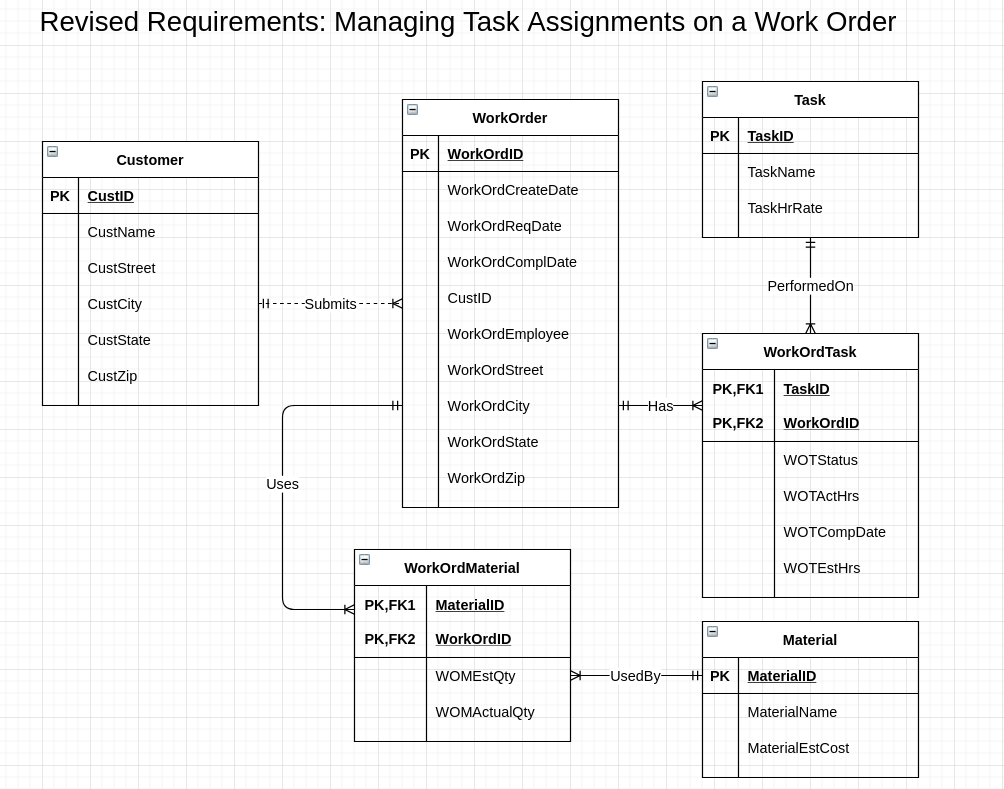 Revised Requirements: Managing Task Assignments on a Work Order
Customer
PK CustID
CustName
CustStreet
CustCity
CustState
CustZip
Submits
WorkOrder
PK WorkOrdID
WorkOrdCreateDate
WorkOrdReqDate
WorkOrdComplDate
CustID
WorkOrdEmployee
WorkOrdStreet
WorkOrdCity
WorkOrdState
WorkOrdZip
Task
PK TaskID
TaskName
TaskHrRate
PerformedOn
Has
WorkOrdTask
PK,FK1 TaskID
PK,FK2 WorkOrdID
WOTStatus
WOTActHrs
WOTCompDate
WOTEstHrs
Uses
WorkOrdMaterial
PK,FK1 MaterialID
PK,FK2 WorkOrdID
WOMEstQty
WOMActualQty
UsedBy
Material
PK MaterialID
MaterialName
MaterialEstCost